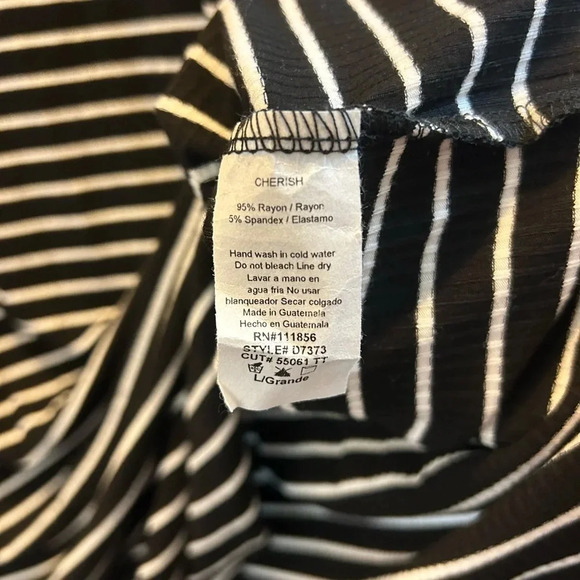 CHERISH
95% Rayon / Rayon
5% Spandex / Elastamo
Hand wash in cold water
Do not bleach Line dry
Lavar a mano en
agua fris No usar
blanqueador Secar colgado
Made in Guatemala
Hecho en Guatemala
RN#111856
STYLE# D7373
CUT# 55061 TT
L/Grande